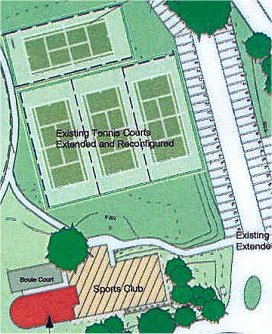 Existing Tennis Courts
Extended and Reconfigured
Existing
Extende
Boule Court
Sports Club